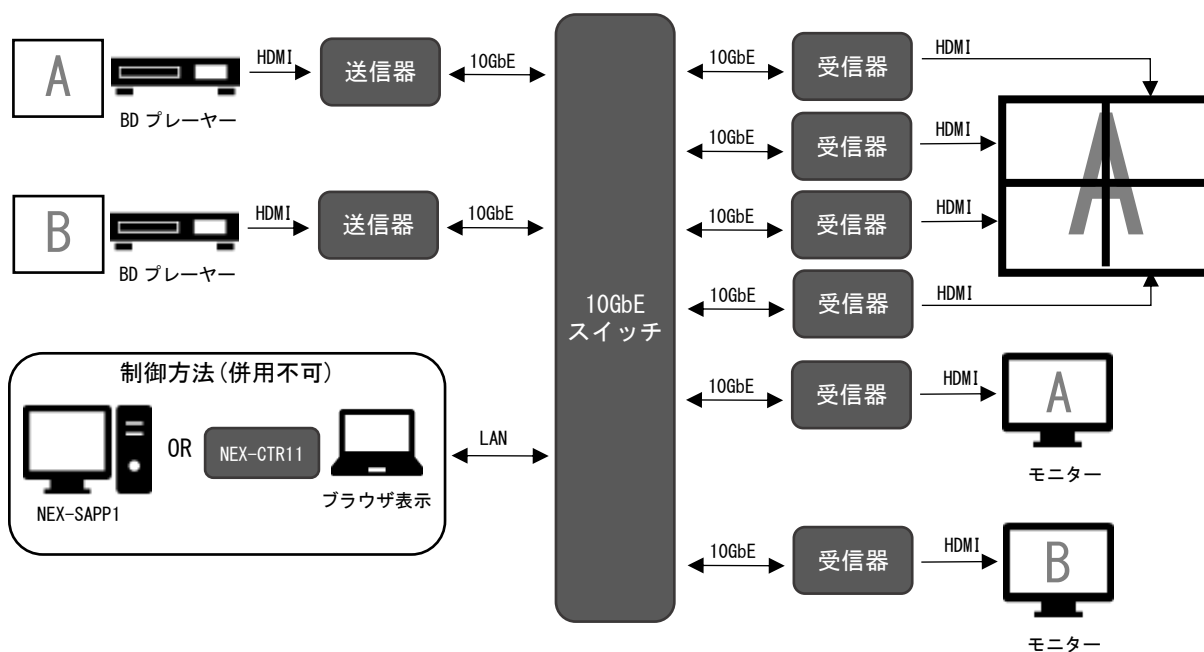 A
HDMI
送信器
10GbE
BD プレーヤー
B
HDMI
送信器
10GbE
BD プレーヤー
制御方法(併用不可)
NEX-SAPP1
OR
NEX-CTR11
ブラウザ表示
LAN
10GbE
スイッチ
10GbE
受信器
HDMI
10GbE
受信器
HDMI
10GbE
受信器
HDMI
10GbE
受信器
HDMI
A
10GbE
受信器
HDMI
A
モニター
10GbE
受信器
HDMI
B
モニター